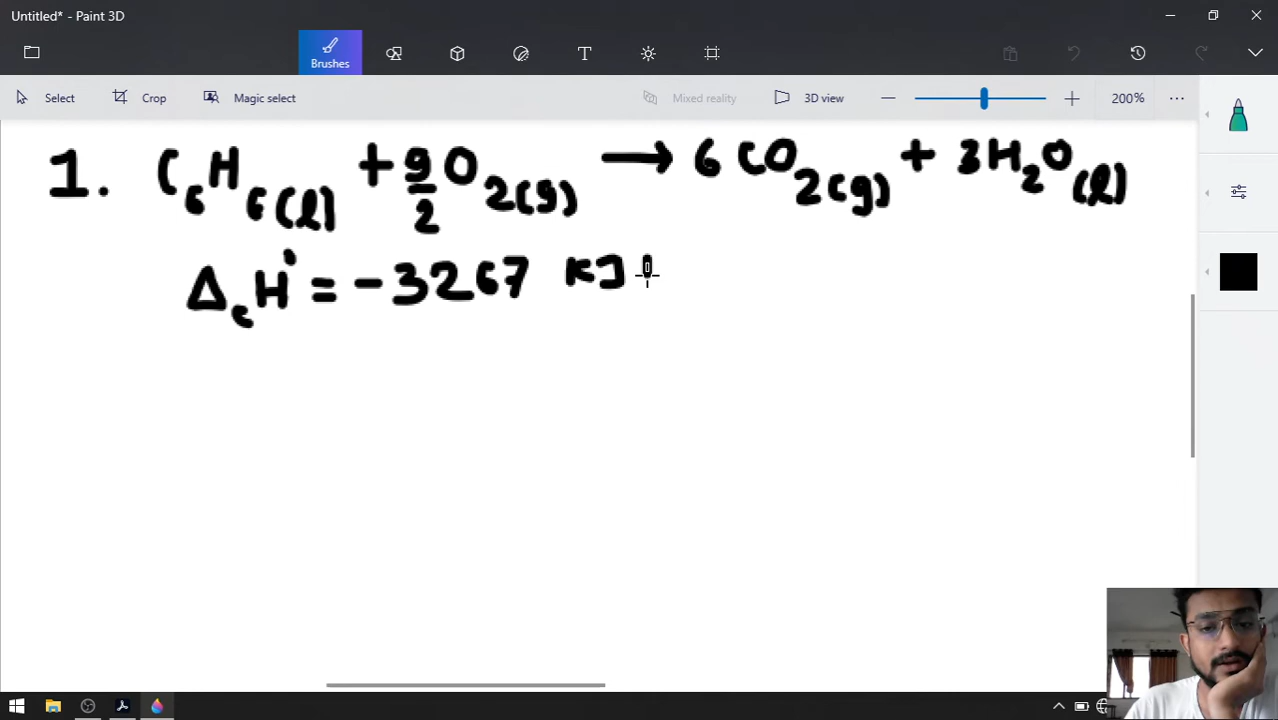 Untitled* - Paint 3D
Brushes
Select Crop Magic select Mixed reality 3D view 200%
1. C6H6(l) + 9/2 O2(g) → 6CO2(g) + 3H2O(l)
ΔcH° = -3267 KJ